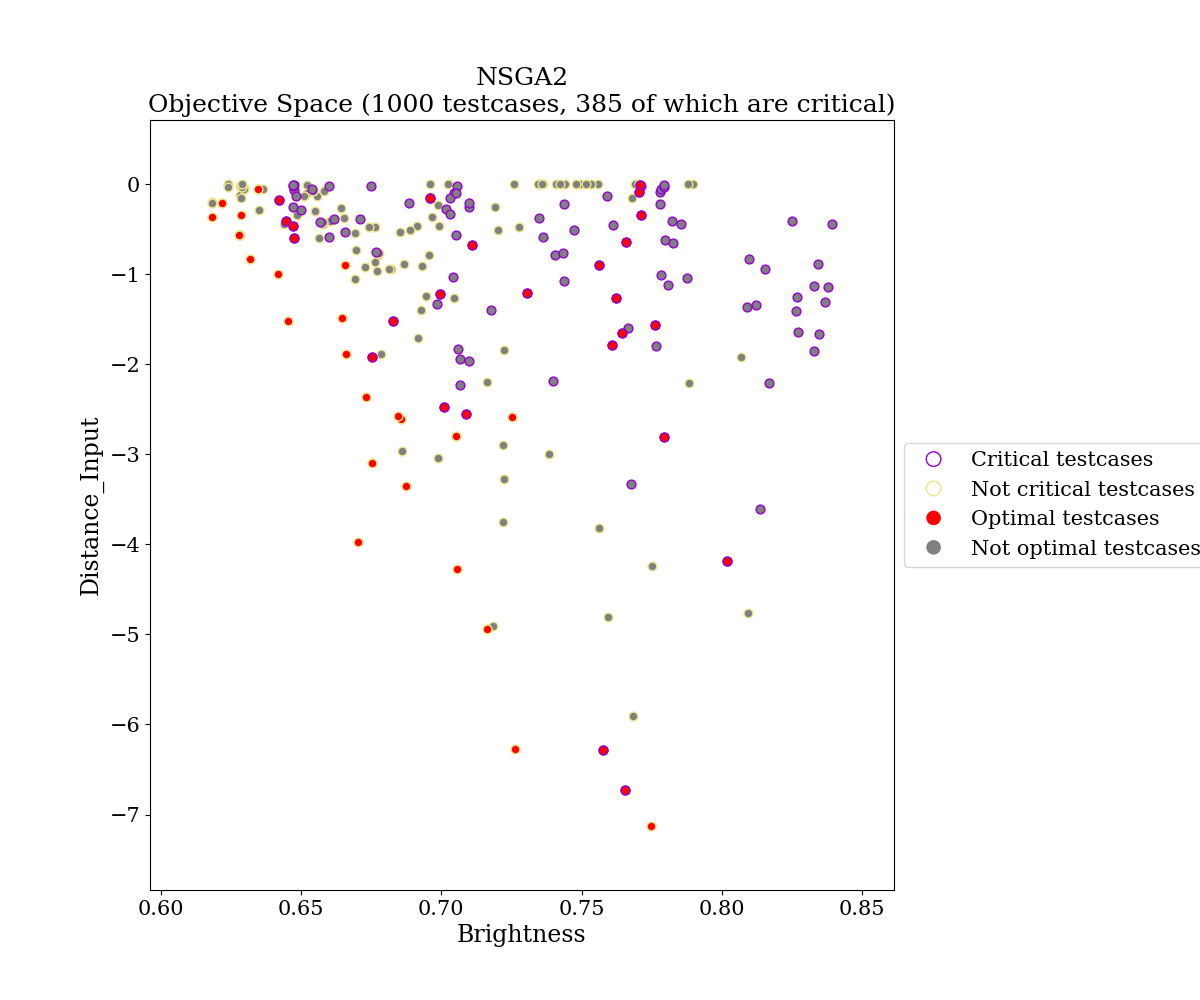 NSGA2
Objective Space (1000 testcases, 385 of which are critical)
Distance_Input
0
−1
−2
−3
−4
−5
−6
−7
0.60 0.65 0.70 0.75 0.80 0.85
Brightness
Critical testcases
Not critical testcases
Optimal testcases
Not optimal testcases